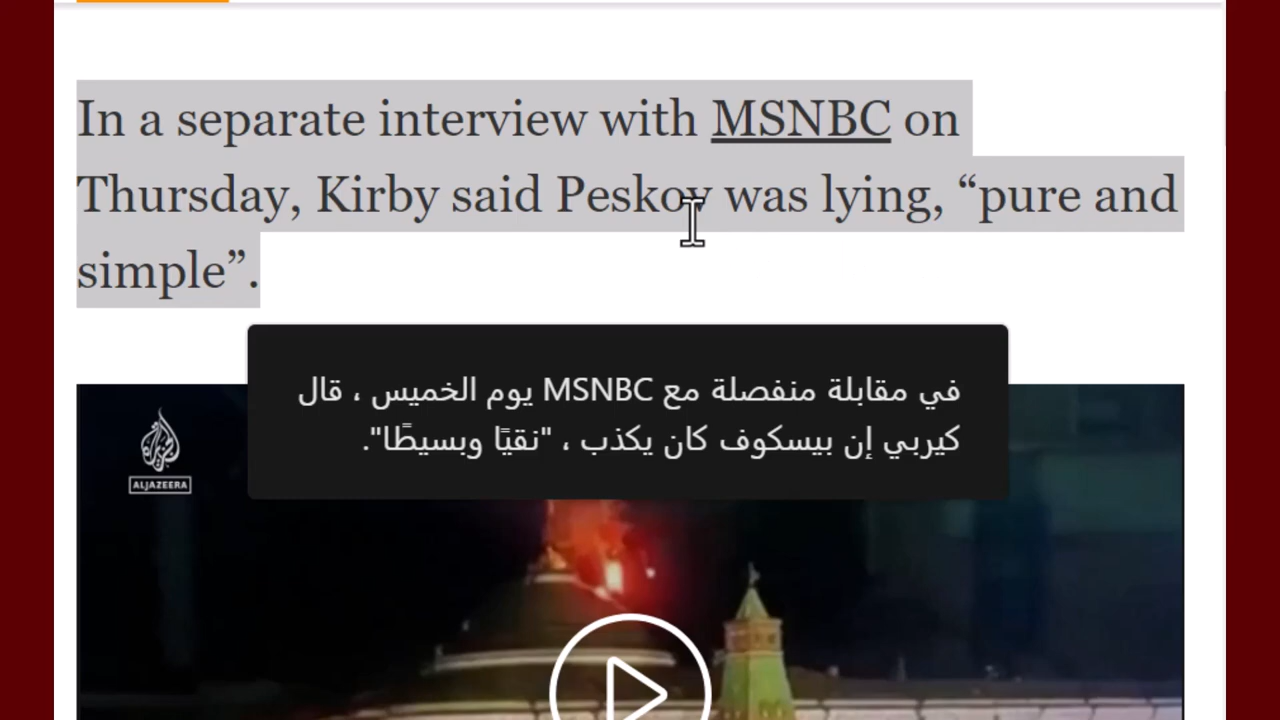 In a separate interview with MSNBC on
Thursday, Kirby said Peskov was lying, “pure and
simple”.
في مقابلة منفصلة مع MSNBC يوم الخميس ، قال
كيربي إن بيسكوف كان يكذب ، "نقيًا وبسيطًا".
الجزيرة
ALJAZEERA